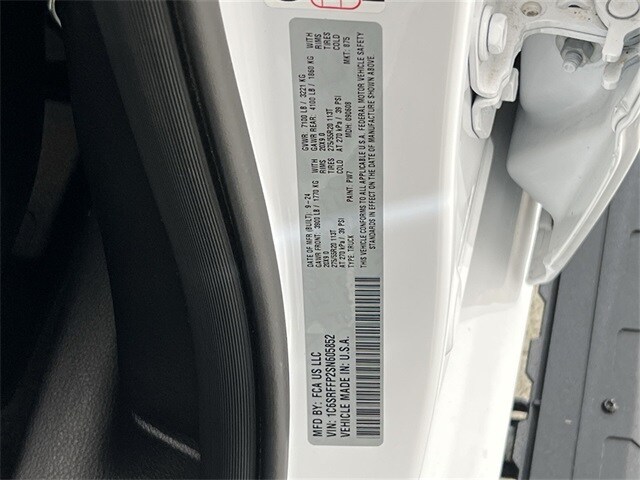 MFD BY: FCA US LLC
DATE OF MFR (BUILT): 9-24
GVWR: 7100 LB / 3221 KG
GAWR FRONT: 3900 LB / 1770 KG
WITH
GAWR REAR: 4100 LB / 1860 KG
WITH
20X9.0
RIMS
20X9.0
RIMS
275/55R20 113T
TIRES
275/55R20 113T
TIRES
AT 270 kPa / 39 PSI
COLD
AT 270 kPa / 39 PSI
COLD
TYPE: TRUCK
PAINT: PW7
MDH: 090608
MKT: 875
VIN: 1C6SRFFP2SN605852
VEHICLE MADE IN: U.S.A.
THIS VEHICLE CONFORMS TO ALL APPLICABLE U.S.A. FEDERAL MOTOR VEHICLE SAFETY
STANDARDS IN EFFECT ON THE DATE OF MANUFACTURE SHOWN ABOVE